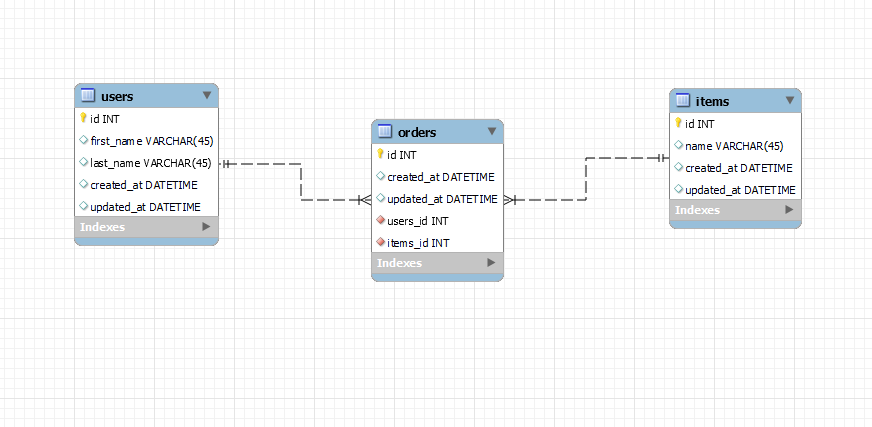 users
id INT
first_name VARCHAR(45)
last_name VARCHAR(45)
created_at DATETIME
updated_at DATETIME
Indexes
orders
id INT
created_at DATETIME
updated_at DATETIME
users_id INT
items_id INT
Indexes
items
id INT
name VARCHAR(45)
created_at DATETIME
updated_at DATETIME
Indexes